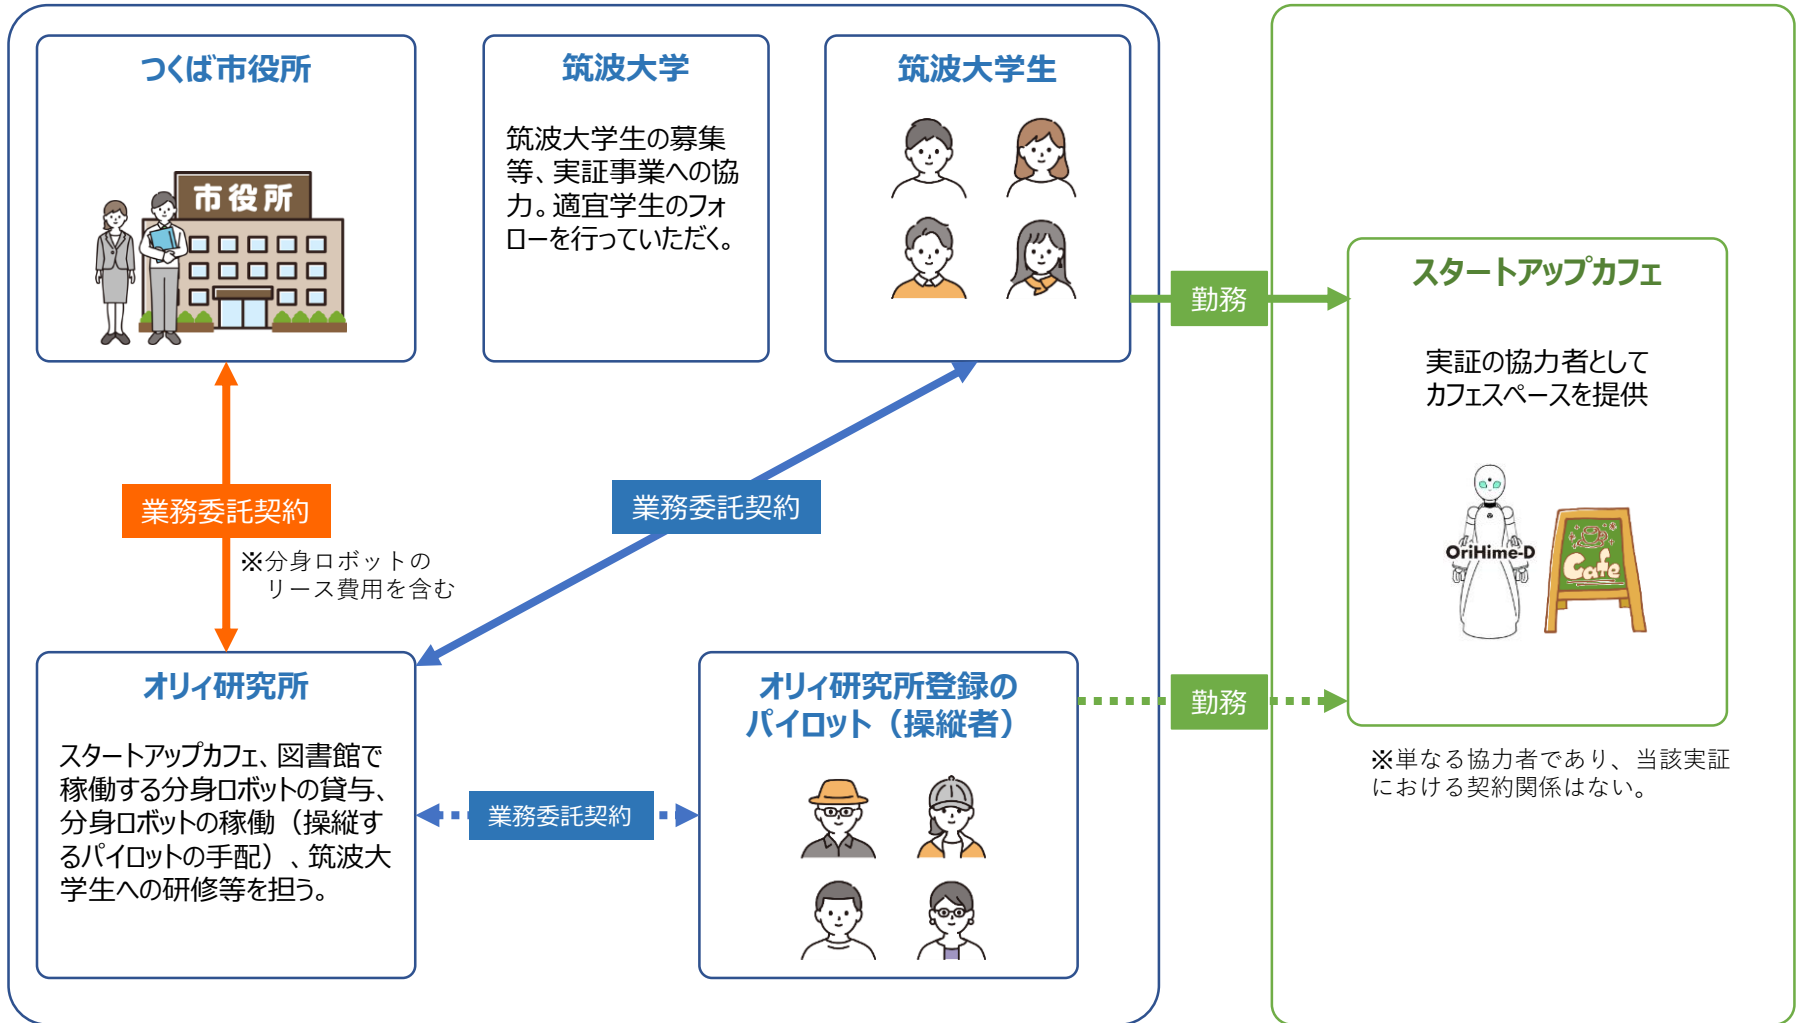 つくば市役所
市役所
筑波大学
筑波大学生の募集
等、実証事業への協
力。適宜学生のフォ
ローを行っていただく。
筑波大学生
勤務
スタートアップカフェ
実証の協力者として
カフェスペースを提供
OriHime-D
Cafe
※単なる協力者であり、当該実証
における契約関係はない。
業務委託契約
※分身ロボットの
リース費用を含む
業務委託契約
オリィ研究所
スタートアップカフェ、図書館で
稼働する分身ロボットの貸与、
分身ロボットの稼働（操縦す
るパイロットの手配）、筑波大
学生への研修等を担う。
業務委託契約
オリィ研究所登録の
パイロット（操縦者）
勤務